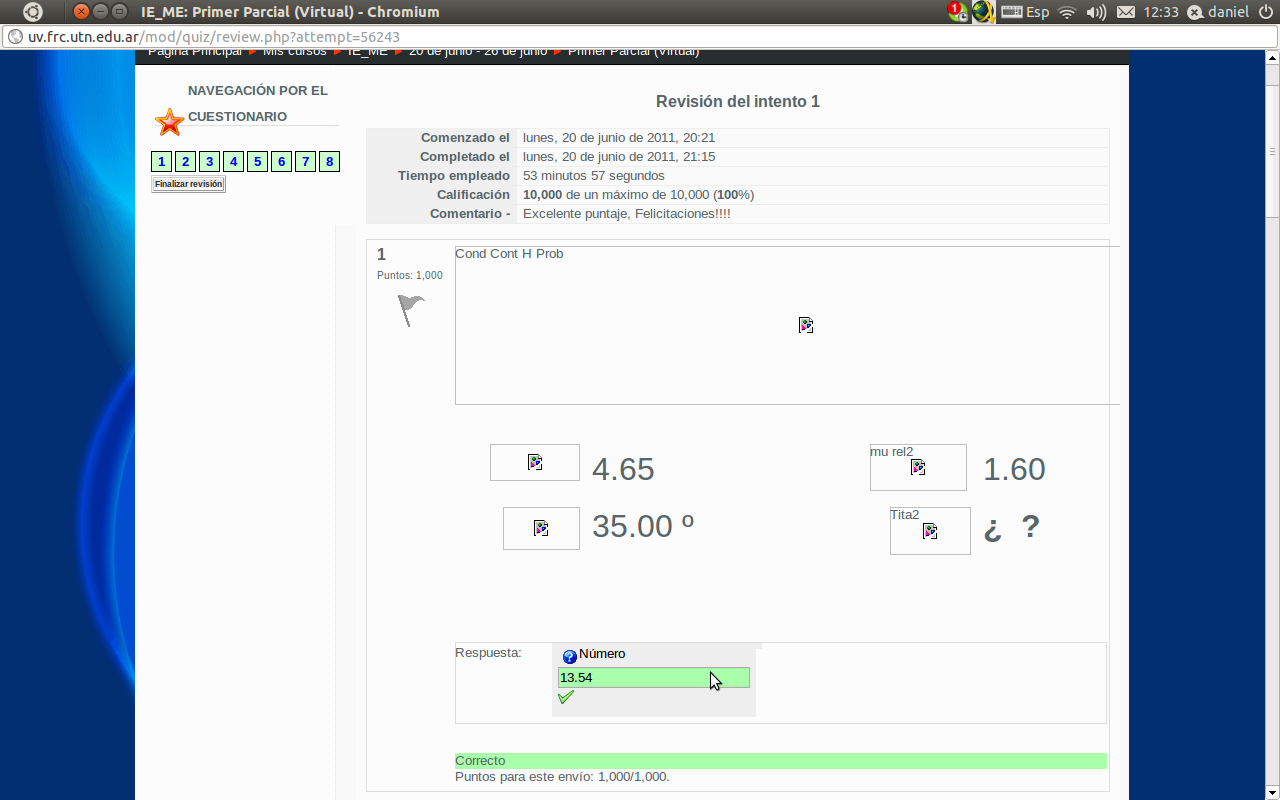 IE_ME: Primer Parcial (Virtual) - Chromium
1
Esp
12:33
daniel
uv.frc.utn.edu.ar/mod/quiz/review.php?attempt=56243
Página Principal ► Mis cursos ► IE_ME ► 20 de junio - 26 de junio ► Primer Parcial (Virtual)
NAVEGACIÓN POR EL
CUESTIONARIO
1 2 3 4 5 6 7 8
Finalizar revisión
Revisión del intento 1
Comenzado el lunes, 20 de junio de 2011, 20:21
Completado el lunes, 20 de junio de 2011, 21:15
Tiempo empleado 53 minutos 57 segundos
Calificación 10,000 de un máximo de 10,000 (100%)
Comentario - Excelente puntaje, Felicitaciones!!!!
1
Puntos: 1,000
Cond Cont H Prob
4.65
mu rel2
1.60
35.00 º
Tita2
¿ ?
Respuesta:
Número
13.54
Correcto
Puntos para este envío: 1,000/1,000.